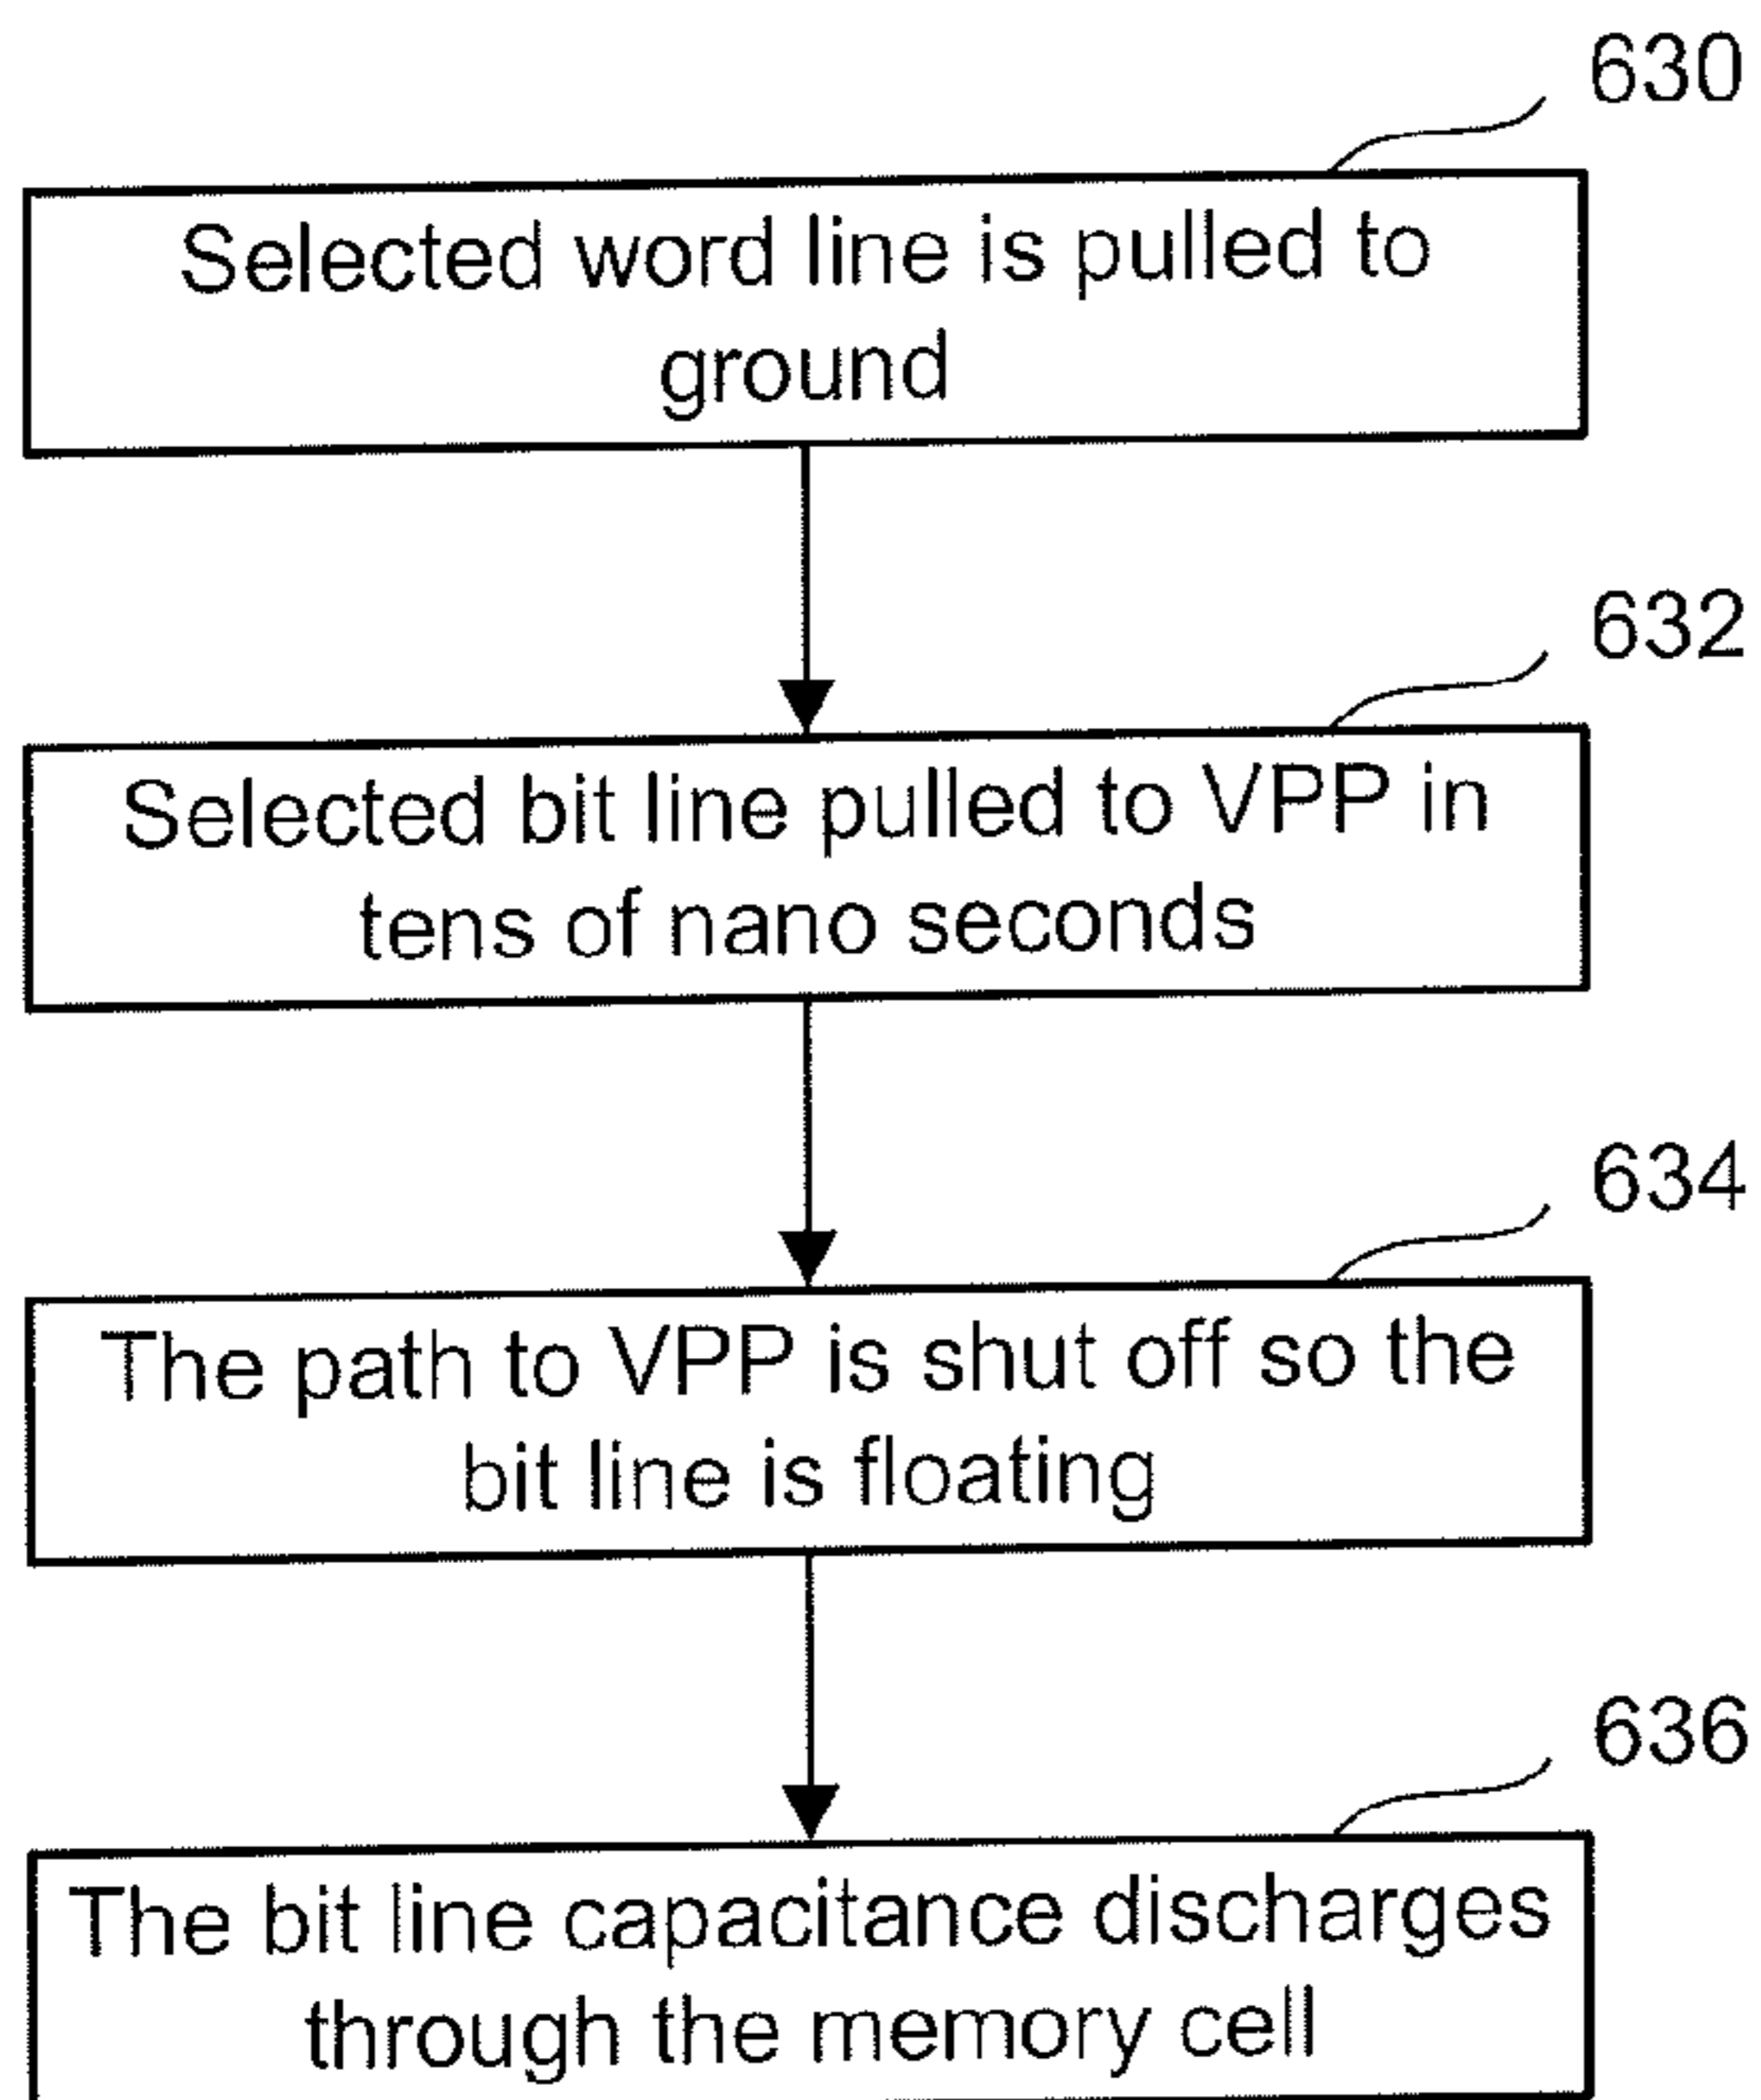 630
Selected word line is pulled to
ground
632
Selected bit line pulled to VPP in
tens of nano seconds
634
The path to VPP is shut off so the
bit line is floating
636
The bit line capacitance discharges
through the memory cell